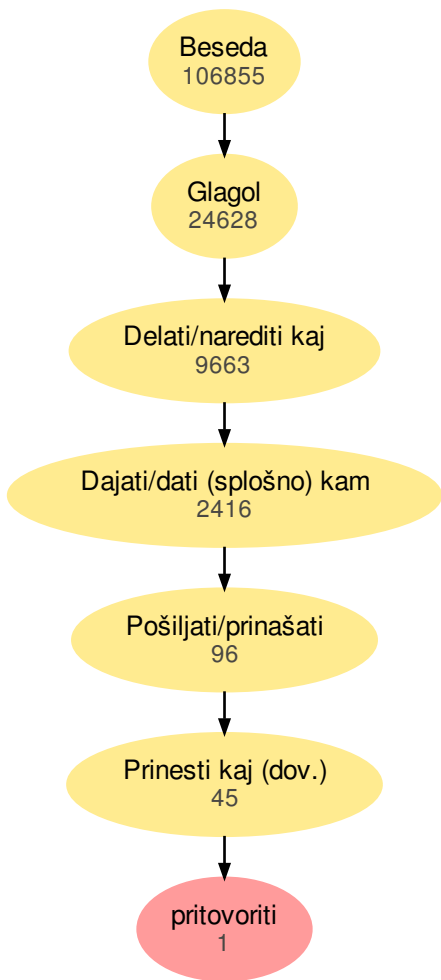 Beseda
106855
Glagol
24628
Delati/narediti kaj
9663
Dajati/dati (splošno) kam
2416
Pošiljati/prinašati
96
Prinesti kaj (dov.)
45
pritovoriti
1